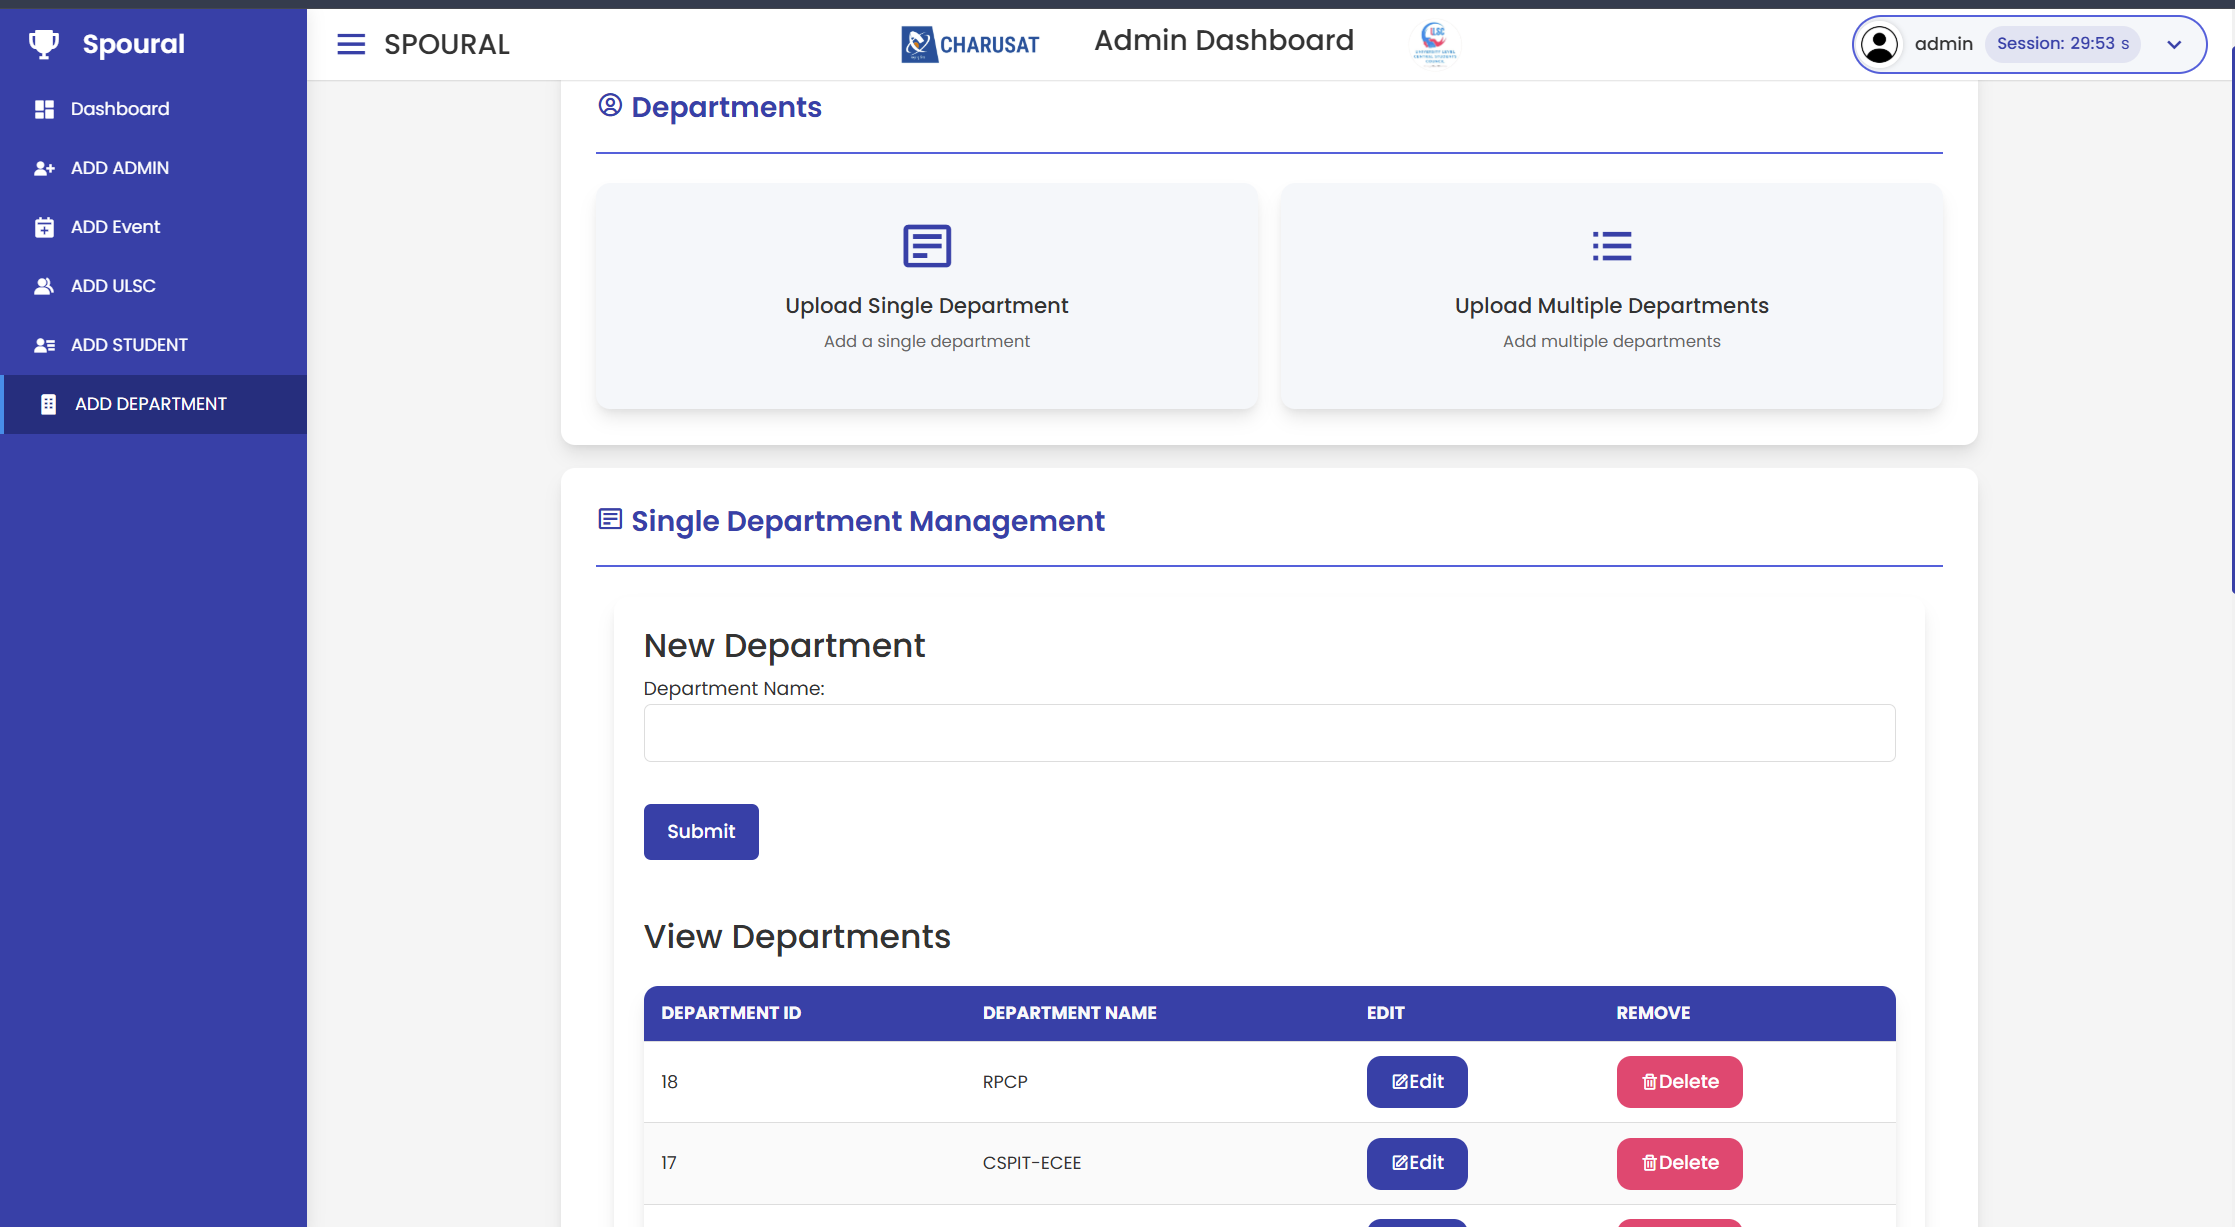 Spoural
Dashboard
ADD ADMIN
ADD Event
ADD ULSC
ADD STUDENT
ADD DEPARTMENT
SPOURAL
CHARUSAT
Admin Dashboard
ULSC
admin
Session: 29:53 s
Departments
Upload Single Department
Add a single department
Upload Multiple Departments
Add multiple departments
Single Department Management
New Department
Department Name:
Submit
View Departments
DEPARTMENT ID DEPARTMENT NAME EDIT REMOVE
18 RPCP Edit Delete
17 CSPIT-ECEE Edit Delete